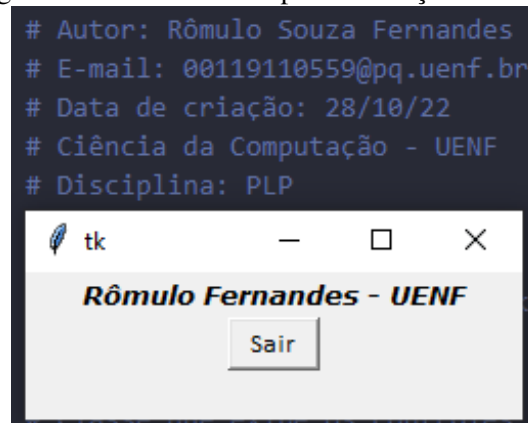 # Autor: Rômulo Souza Fernandes
# E-mail: 00119110559@pq.uenf.br
# Data de criação: 28/10/22
# Ciência da Computação - UENF
# Disciplina: PLP
tk
Rômulo Fernandes - UENF
Sair